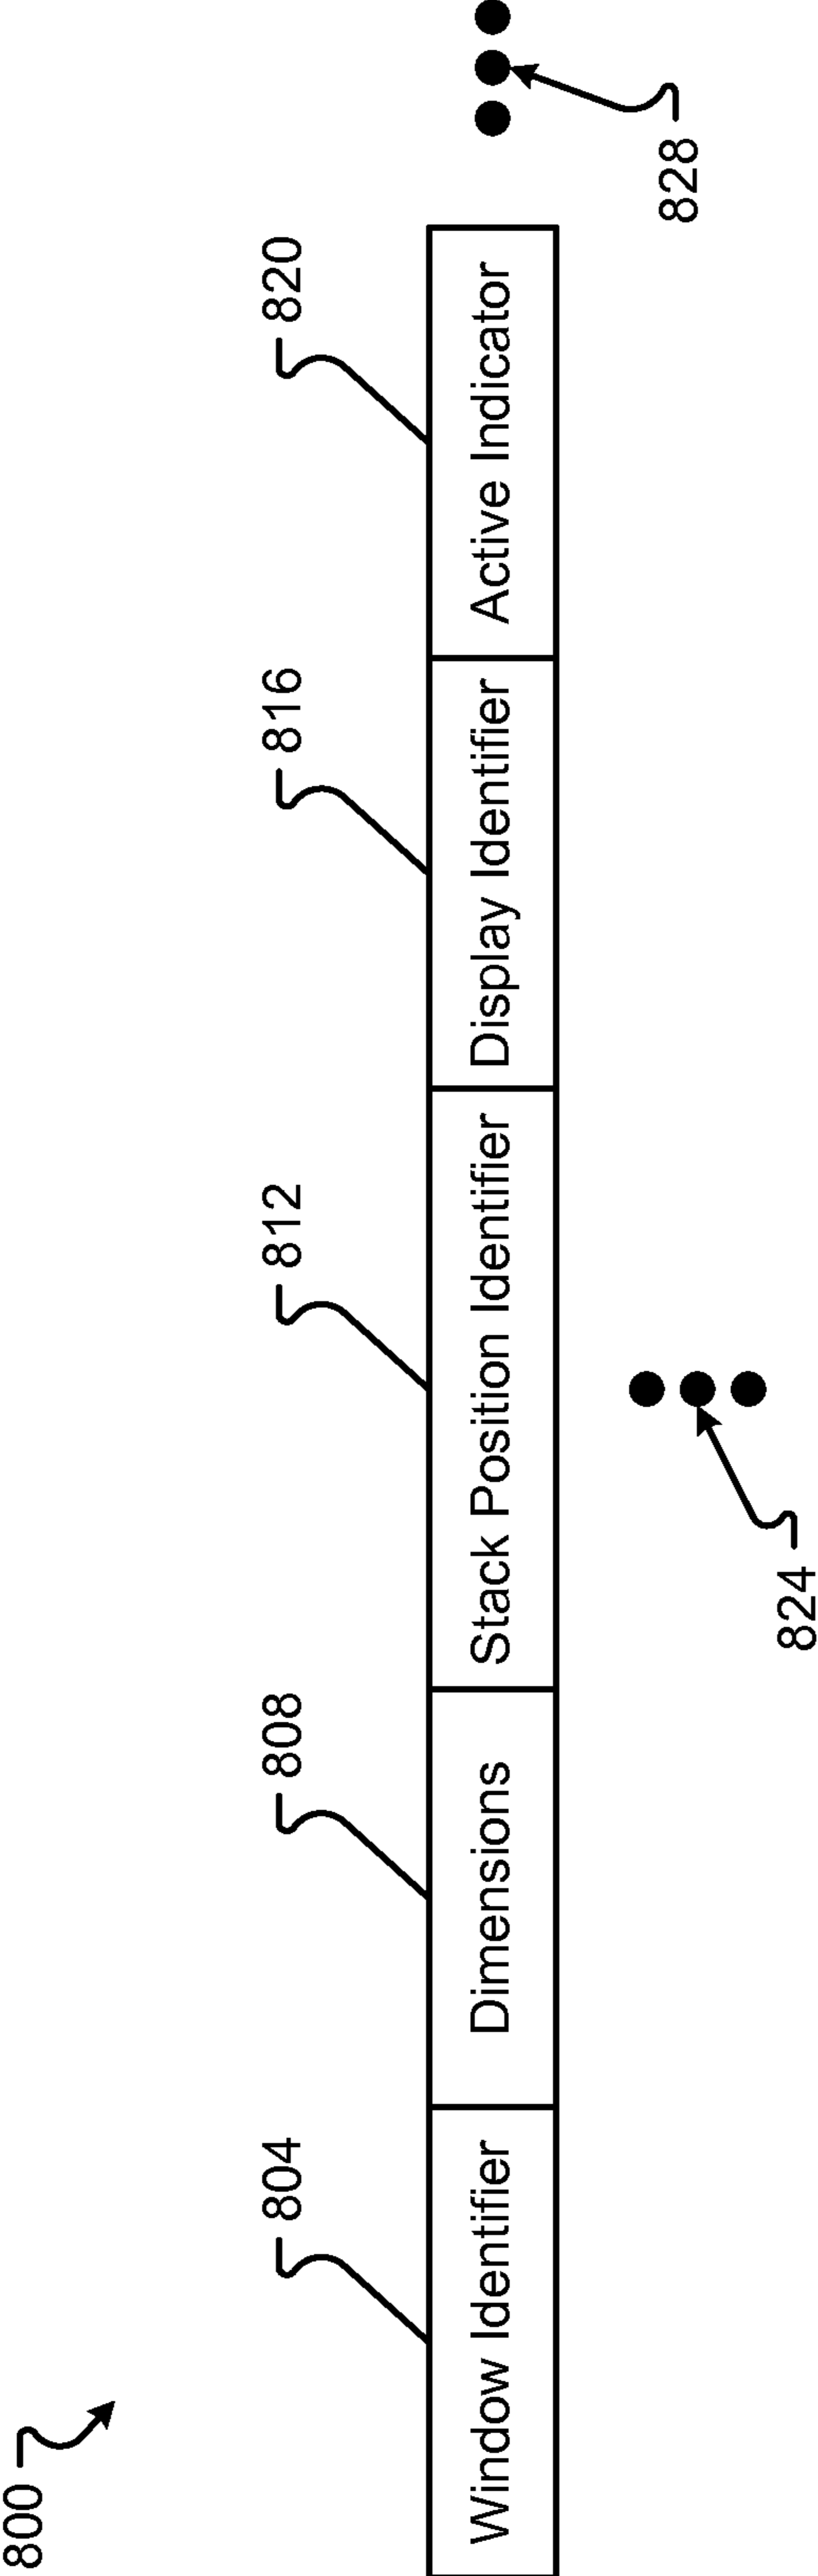 800
804 808 812 816 820
Window Identifier Dimensions Stack Position Identifier Display Identifier Active Indicator
824 828